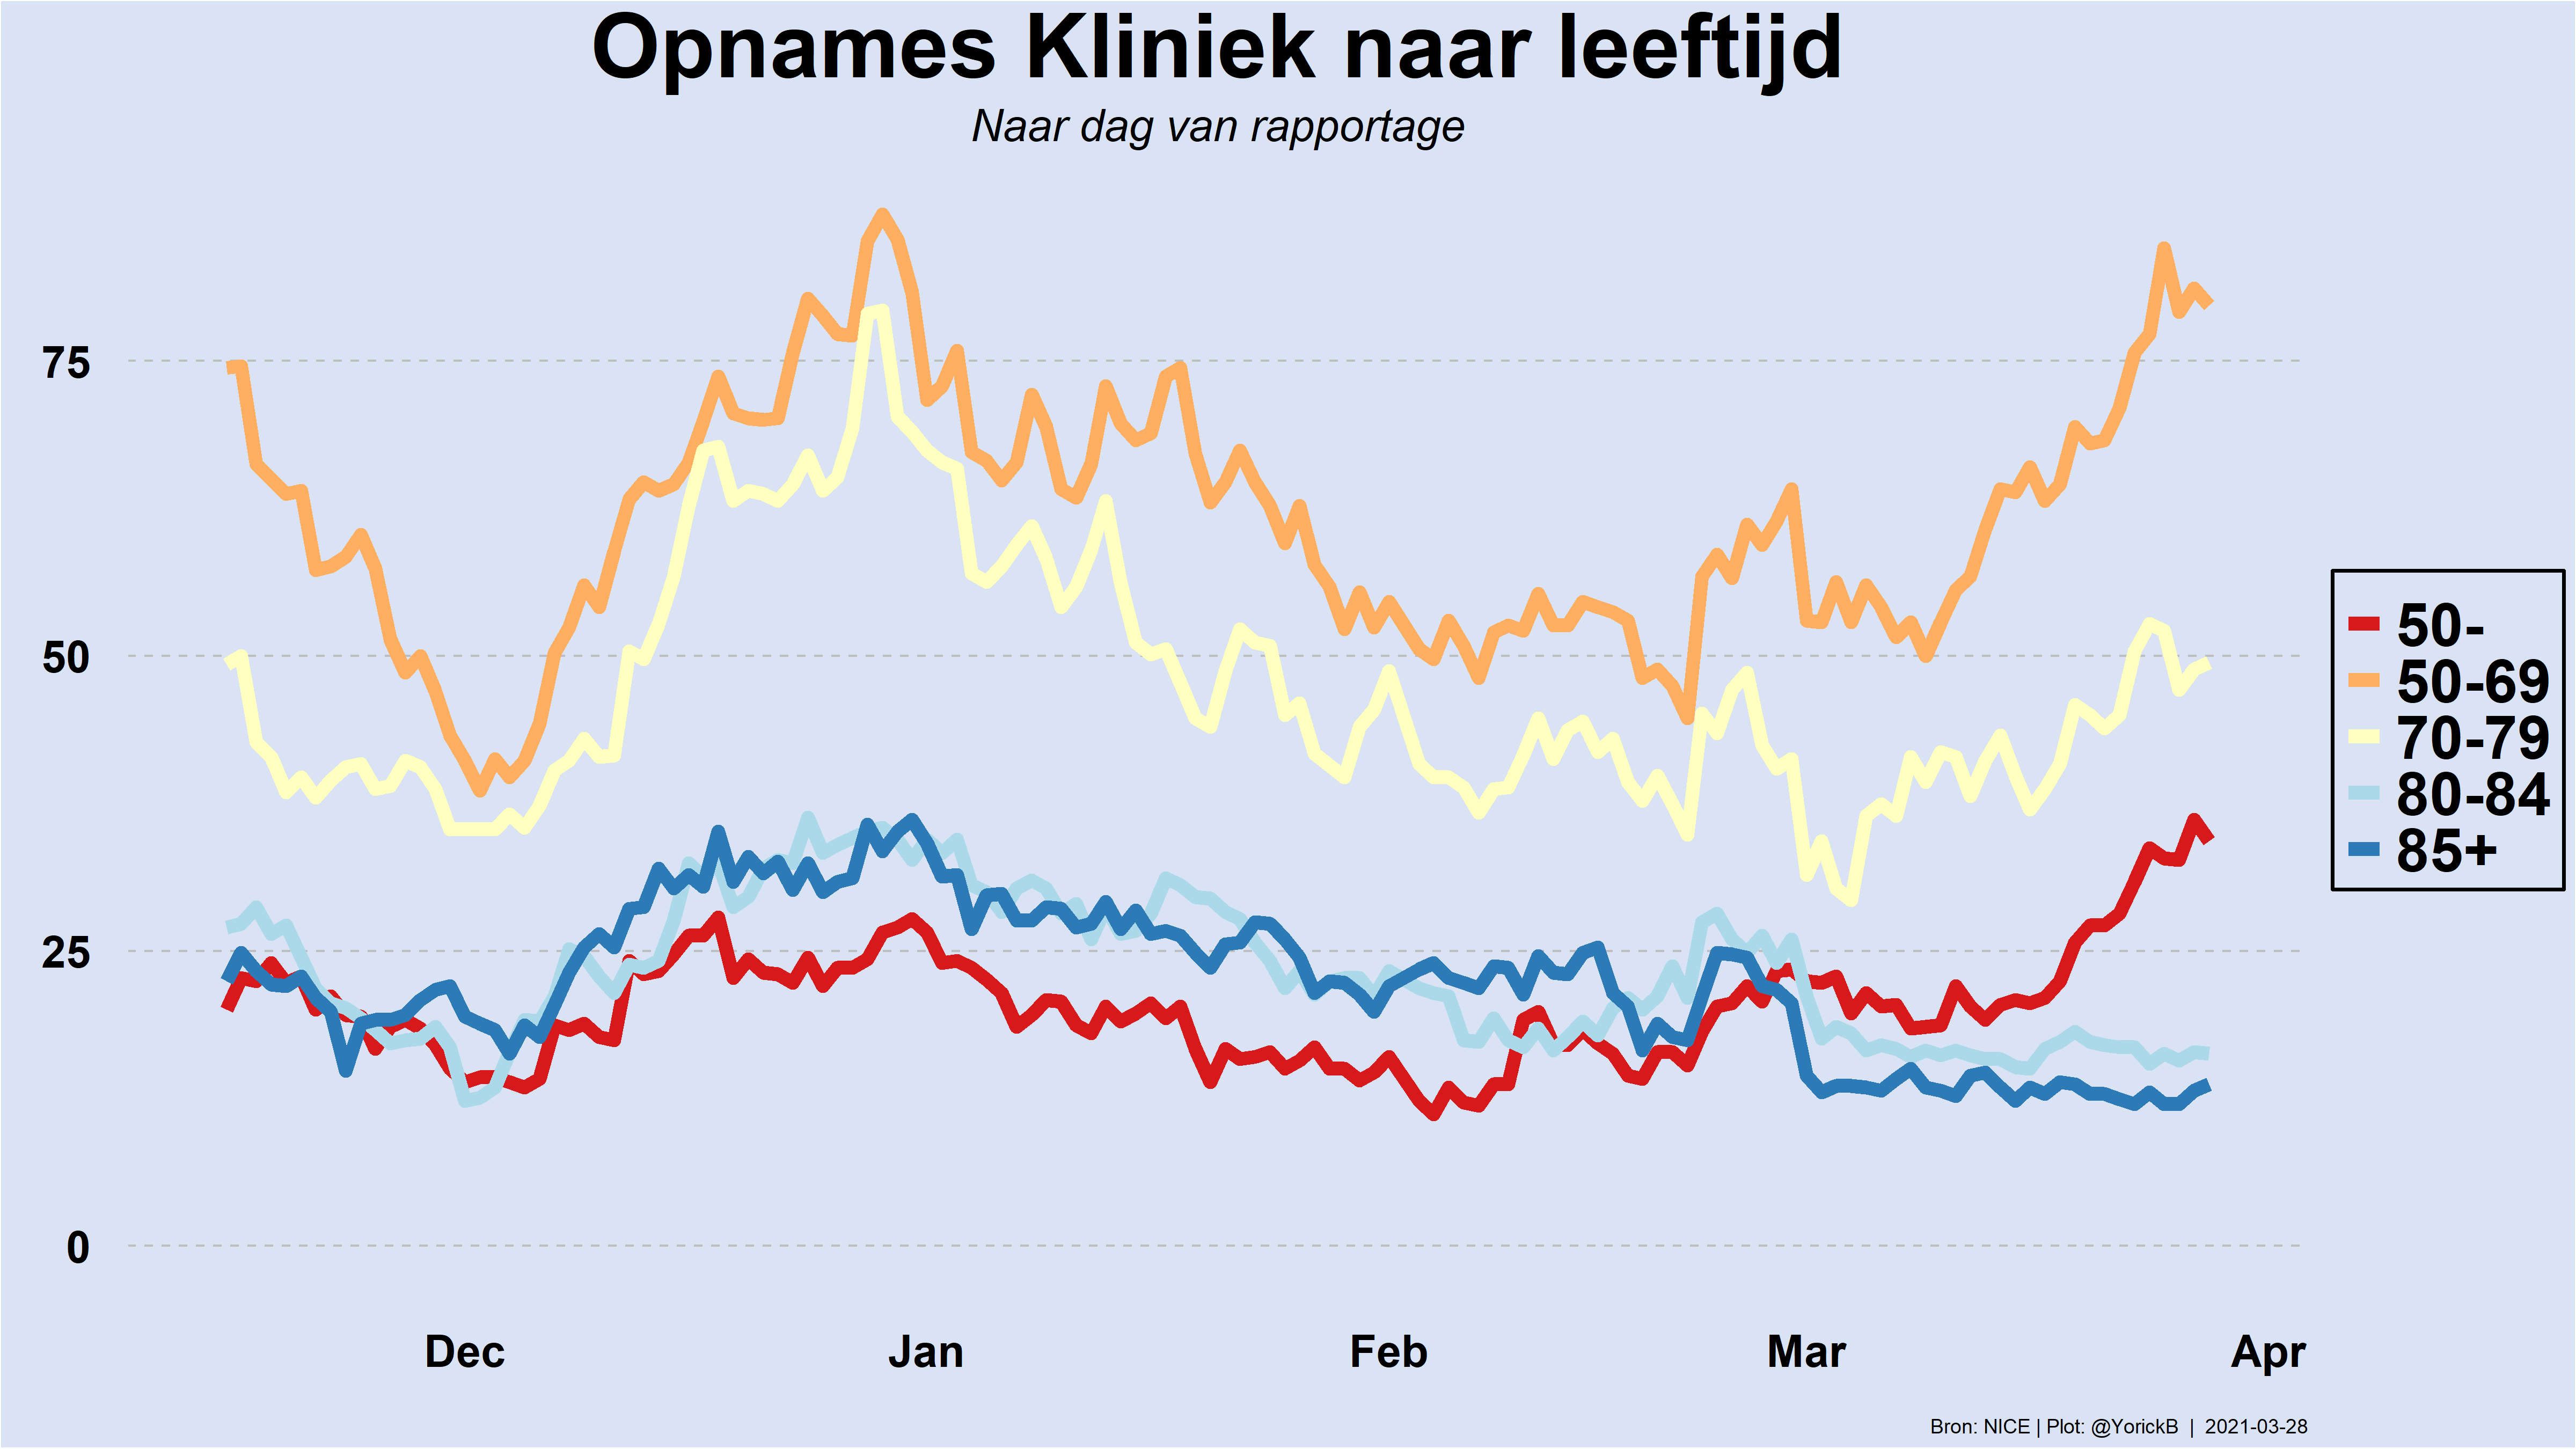 Opnames Kliniek naar leeftijd
Naar dag van rapportage
75
50
25
0
Dec Jan Feb Mar Apr
50-
50-69
70-79
80-84
85+
Bron: NICE | Plot: @YorickB | 2021-03-28